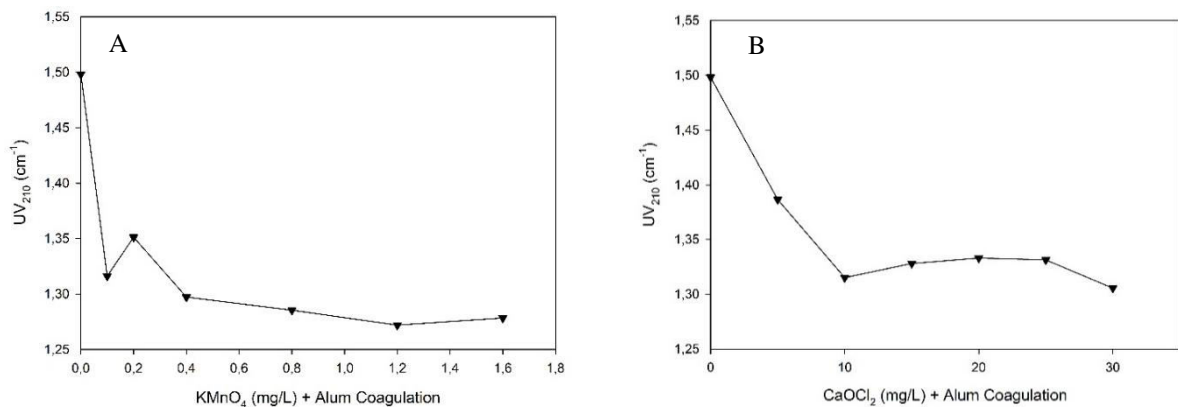 A
1,55
1,50
1,45
1,40
1,35
1,30
1,25
UV₂₁₀ (cm⁻¹)
0,0 0,2 0,4 0,6 0,8 1,0 1,2 1,4 1,6 1,8
KMnO₄ (mg/L) + Alum Coagulation
B
1,55
1,50
1,45
1,40
1,35
1,30
1,25
UV₂₁₀ (cm⁻¹)
0 10 20 30
CaOCl₂ (mg/L) + Alum Coagulation